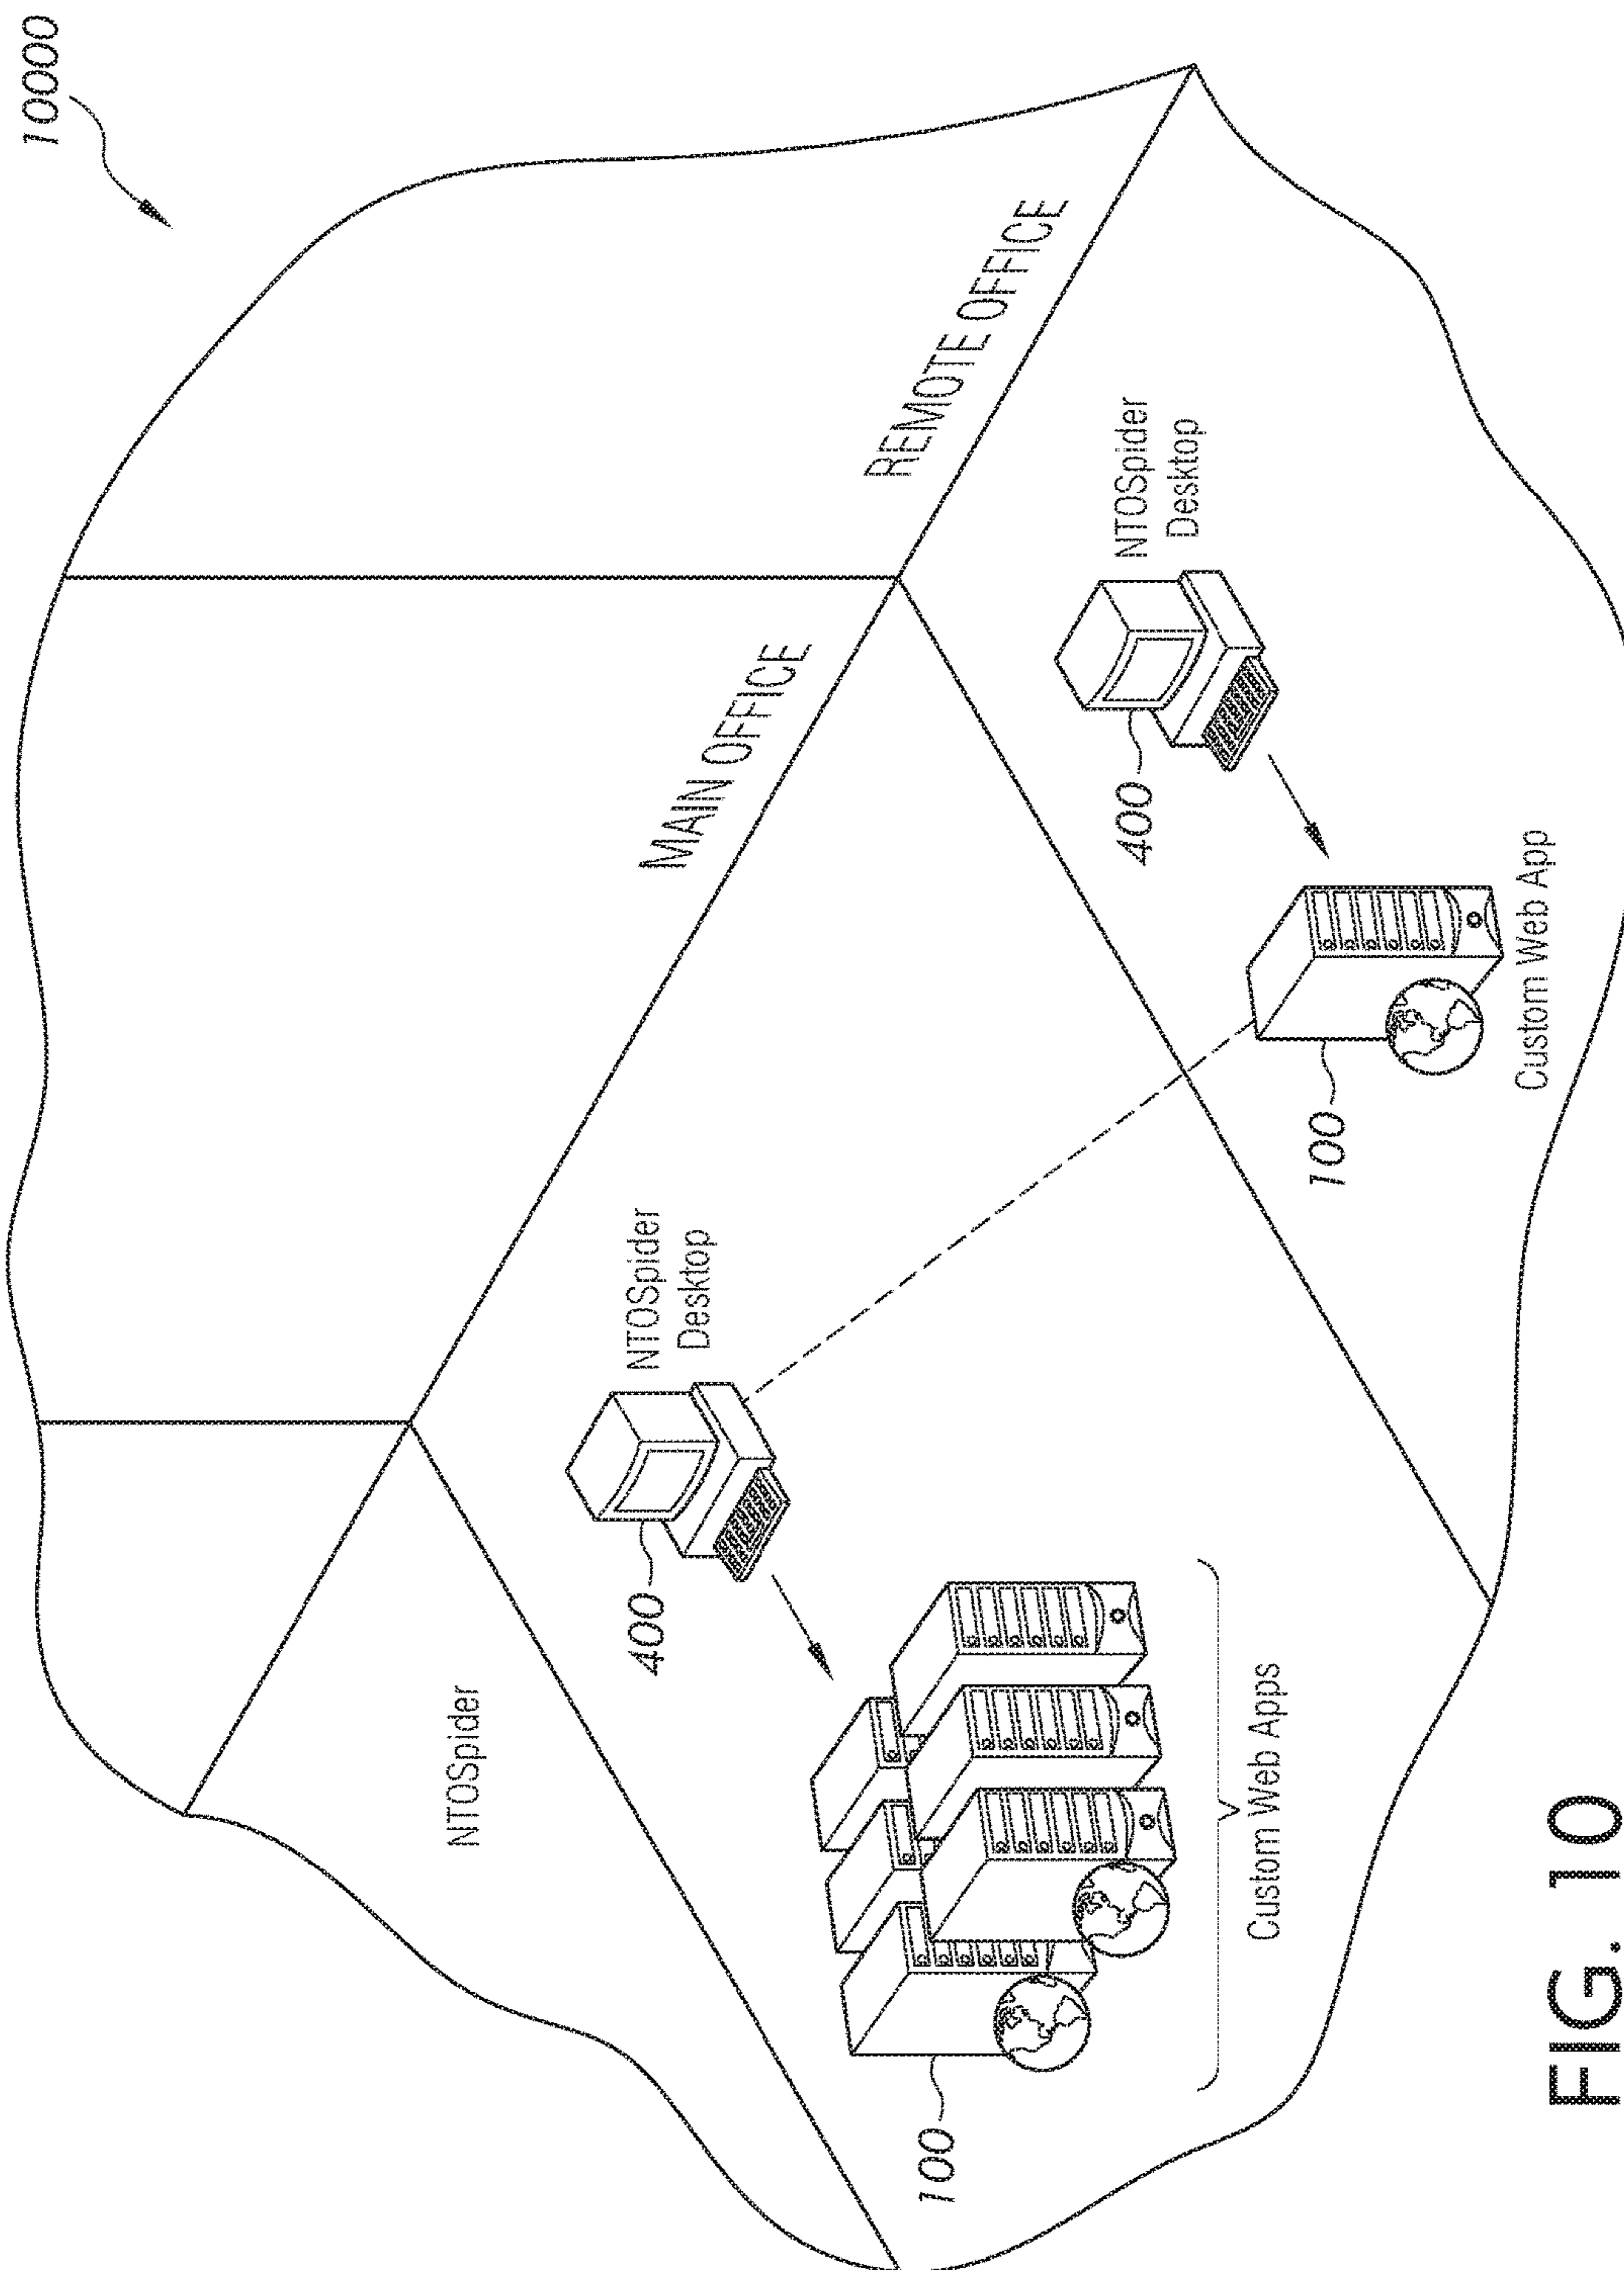 10000
REMOTE OFFICE
MAIN OFFICE
NTOSpider
Desktop
400
NTOSpider
Desktop
400
NTOSpider
100
Custom Web App
100
Custom Web Apps
FIG. 10